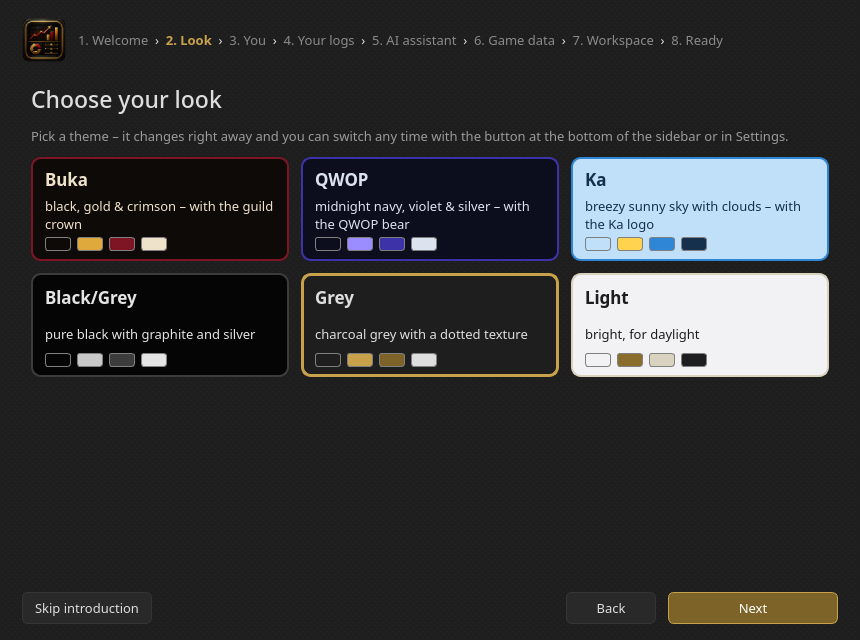 1. Welcome › 2. Look › 3. You › 4. Your logs › 5. AI assistant › 6. Game data › 7. Workspace › 8. Ready
Choose your look
Pick a theme – it changes right away and you can switch any time with the button at the bottom of the sidebar or in Settings.
Buka
black, gold & crimson – with the guild
crown
QWOP
midnight navy, violet & silver – with
the QWOP bear
Ka
breezy sunny sky with clouds – with
the Ka logo
Black/Grey
pure black with graphite and silver
Grey
charcoal grey with a dotted texture
Light
bright, for daylight
Skip introduction
Back
Next